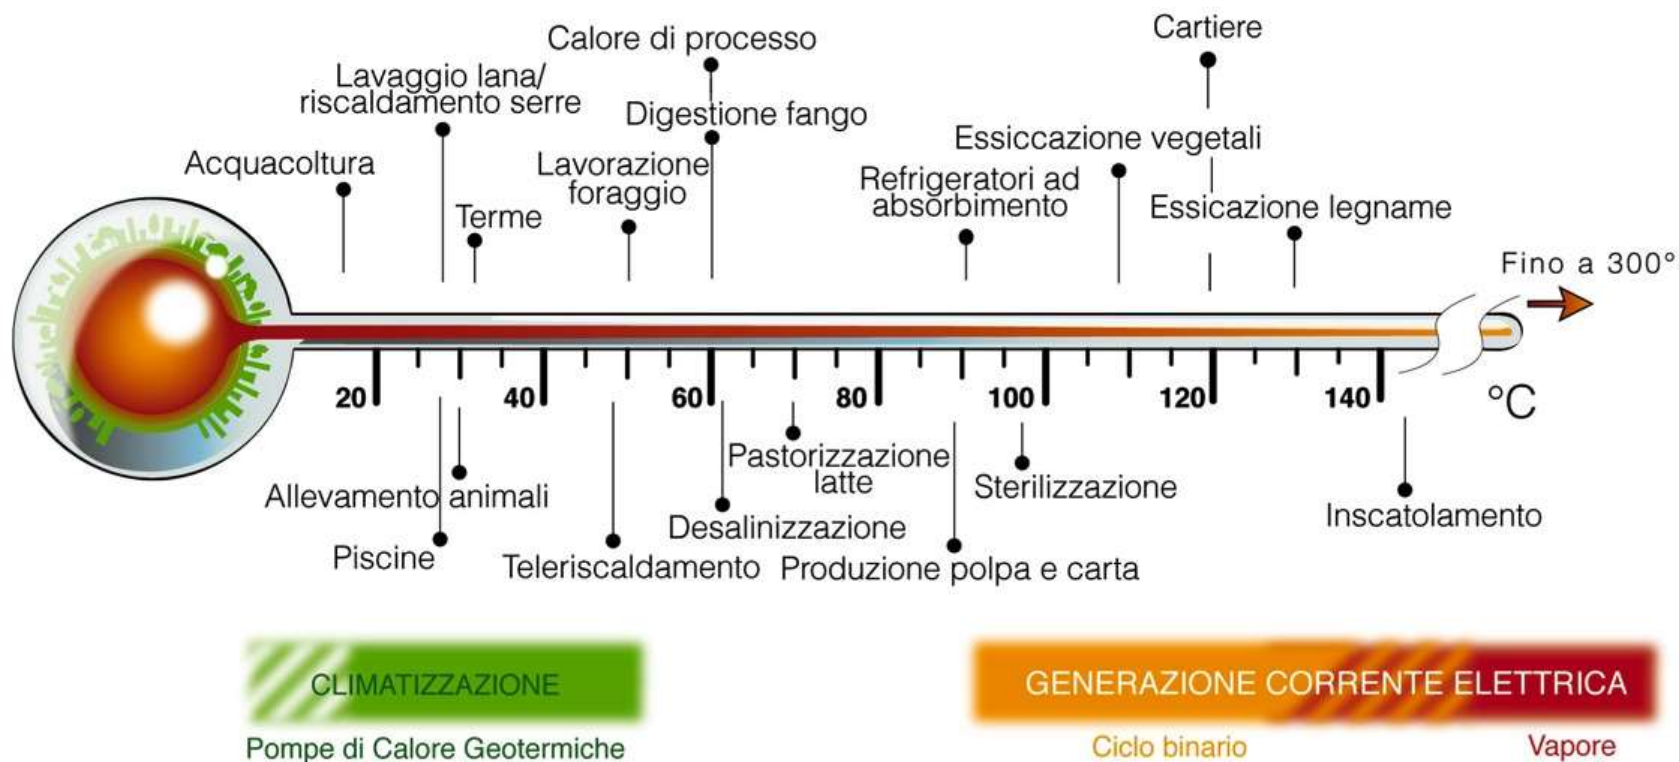 Calore di processo
Cartiere
Lavaggio lana/
riscaldamento serre
Digestione fango
Essiccazione vegetali
Acquacoltura
Lavorazione
foraggio
Refrigeratori ad
absorbimento
Terme
Essicazione legname
Fino a 300°
20 40 60 80 100 120 140 °C
Pastorizzazione
latte
Allevamento animali
Sterilizzazione
Inscatolamento
Desalinizzazione
Piscine
Teleriscaldamento
Produzione polpa e carta
CLIMATIZZAZIONE
GENERAZIONE CORRENTE ELETTRICA
Pompe di Calore Geotermiche
Ciclo binario
Vapore